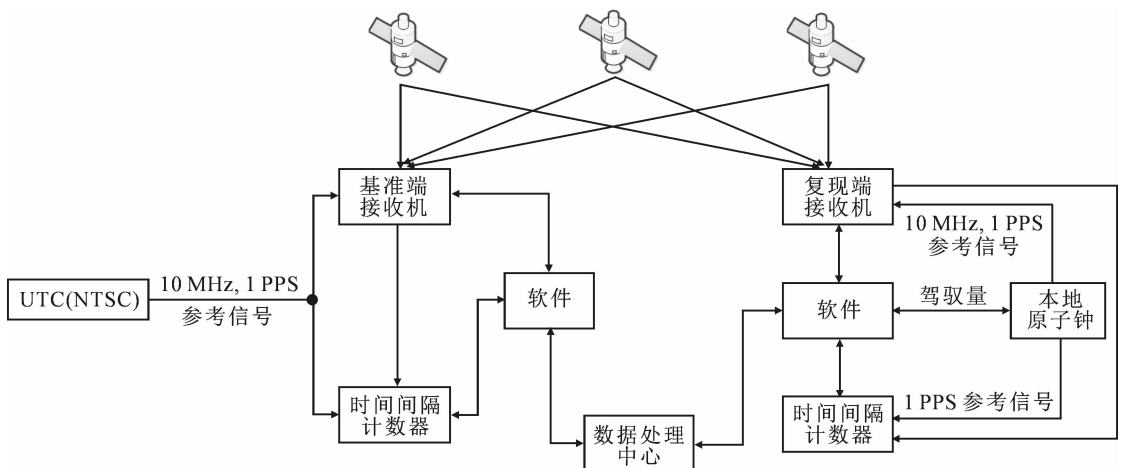 基准端
接收机
复现端
接收机
10 MHz, 1 PPS
参考信号
UTC(NTSC)
10 MHz, 1 PPS
参考信号
软件
软件
驾驭量
本地
原子钟
时间间隔
计数器
数据处理
中心
时间间隔
计数器
1 PPS 参考信号